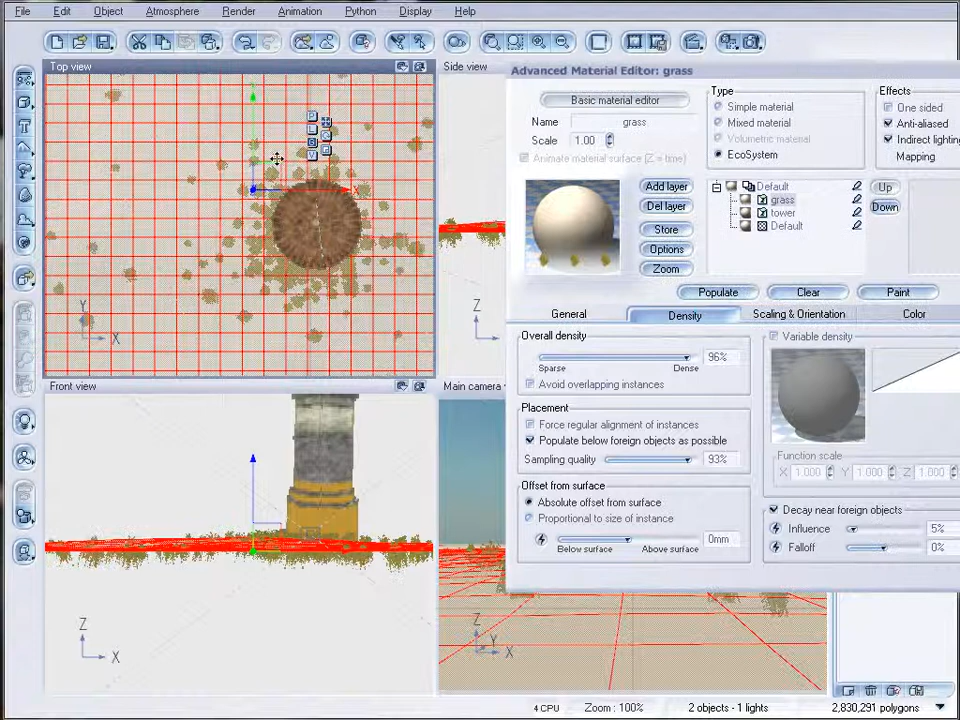 File Edit Object Atmosphere Render Animation Python Display Help
Top view
Side view
Y
X
P
L
B
V
Y
X
Z
Front view
Main camera
Z
X
Z
Y
X
Advanced Material Editor: grass
Basic material editor
Name grass
Scale 1.00
Animate material surface (Z = time)
Type
Simple material
Mixed material
Volumetric material
EcoSystem
Effects
One sided
Anti-aliased
Indirect lighting
Mapping
Add layer
Del layer
Store
Options
Zoom
Default
grass
tower
Default
Up
Down
Populate Clear Paint
General Density Scaling & Orientation Color
Overall density
96%
Sparse Dense
Avoid overlapping instances
Placement
Force regular alignment of instances
Populate below foreign objects as possible
Sampling quality 93%
Offset from surface
Absolute offset from surface
Proportional to size of instance
0mm
Below surface Above surface
Variable density
Function scale
X 1.000 Y 1.000 Z 1.000
Decay near foreign objects
Influence 5%
Falloff 0%
4 CPU Zoom : 100% 2 objects - 1 lights 2,830,291 polygons